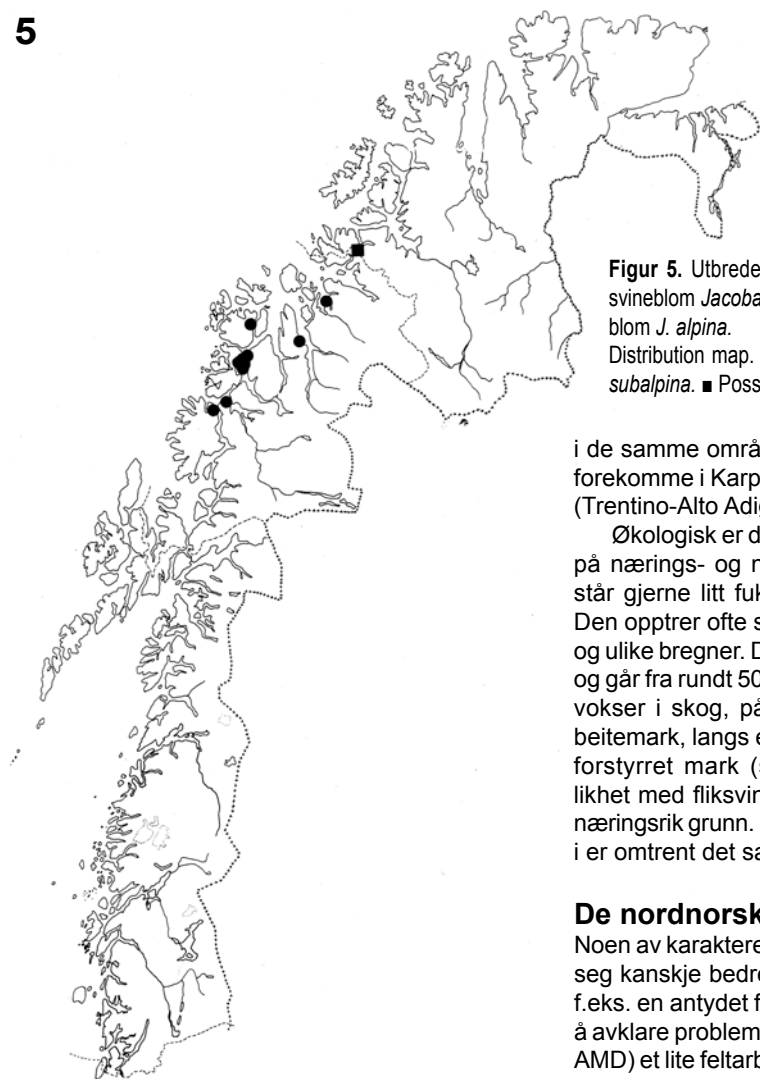 5
Figur 5. Utbrede
svineblom Jacoba
blom J. alpina.
Distribution map.
subalpina. ■ Poss
i de samme områ
forekomme i Karp
(Trentino-Alto Adig
Økologisk er d
på nærings- og n
står gjerne litt fuk
Den opptrer ofte s
og ulike bregner. D
og går fra rundt 50
vokser i skog, på
beitemark, langs e
forstyrret mark (s
likhet med fliksvin
næringsrik grunn.
i er omtrent det sa
De nordnorsk
Noen av karaktere
seg kanskje bedre
f.eks. en antydet f
å avklare problem
AMD) et lite feltarb